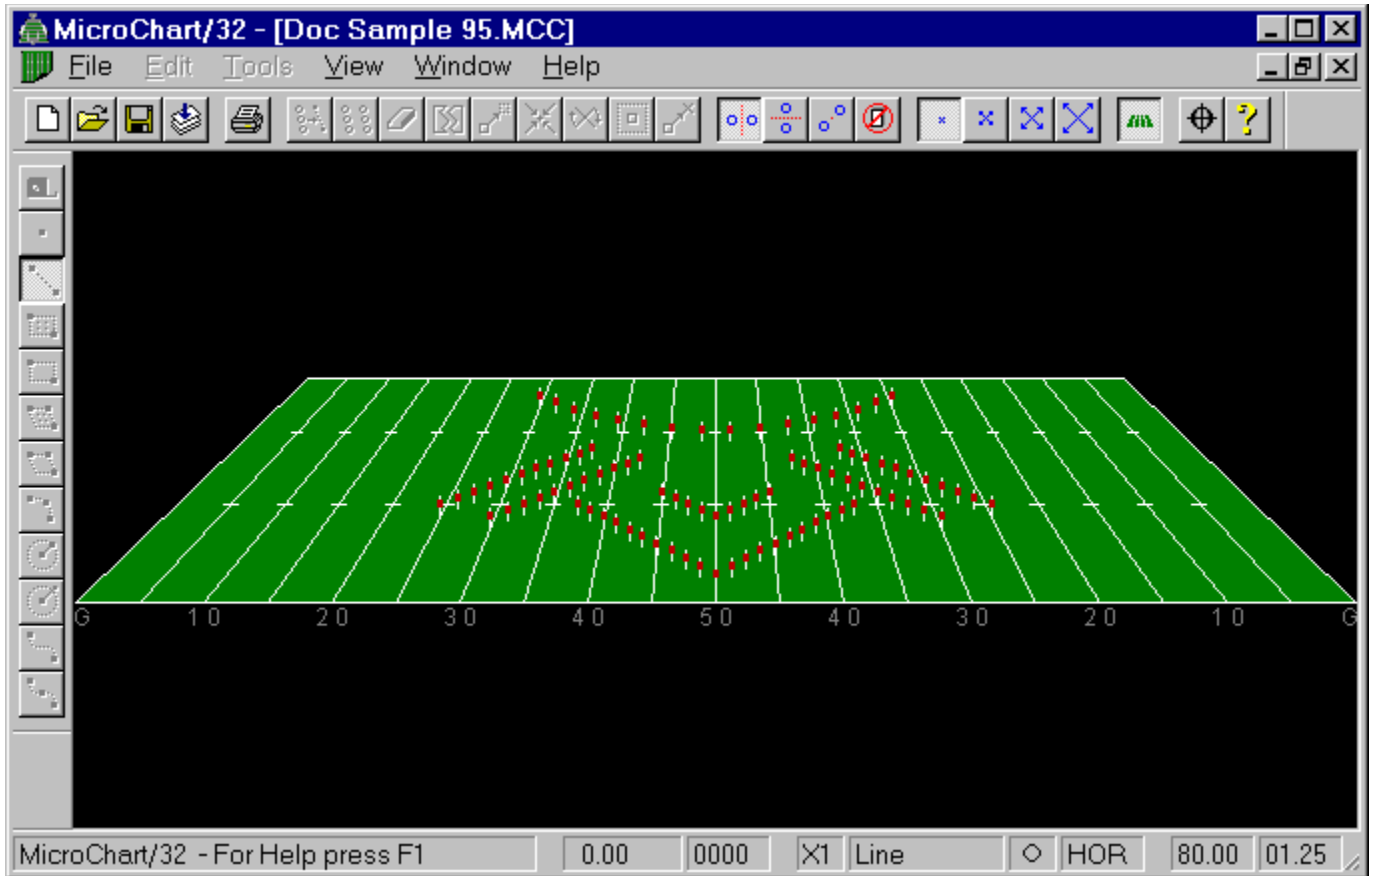 MicroChart/32 - [Doc Sample 95.MCC]
File Edit Tools View Window Help
G 10 20 30 40 50 40 30 20 10 G
MicroChart/32 - For Help press F1 0.00 0000 X1 Line HOR 80.00 01.25